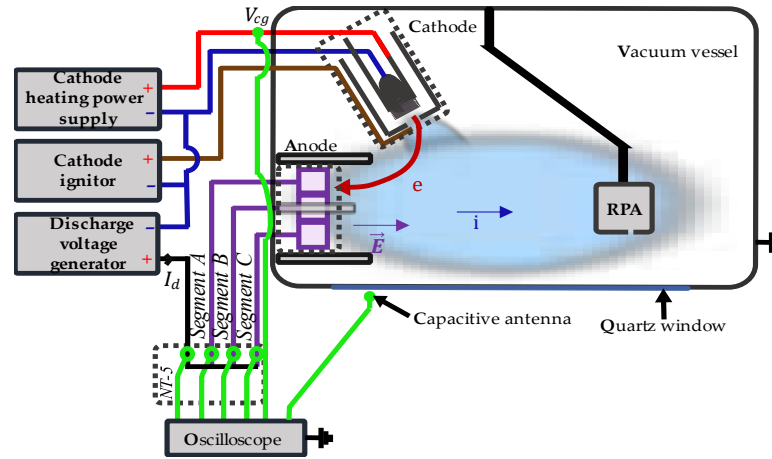 V_cg
Cathode
Vacuum vessel
Cathode
heating power
supply
+
−
Cathode
ignitor
+
−
Discharge
voltage
generator
−
+
I_d
Anode
e
E
i
RPA
Segment A
Segment B
Segment C
Capacitive antenna
Quartz window
NT-5
Oscilloscope